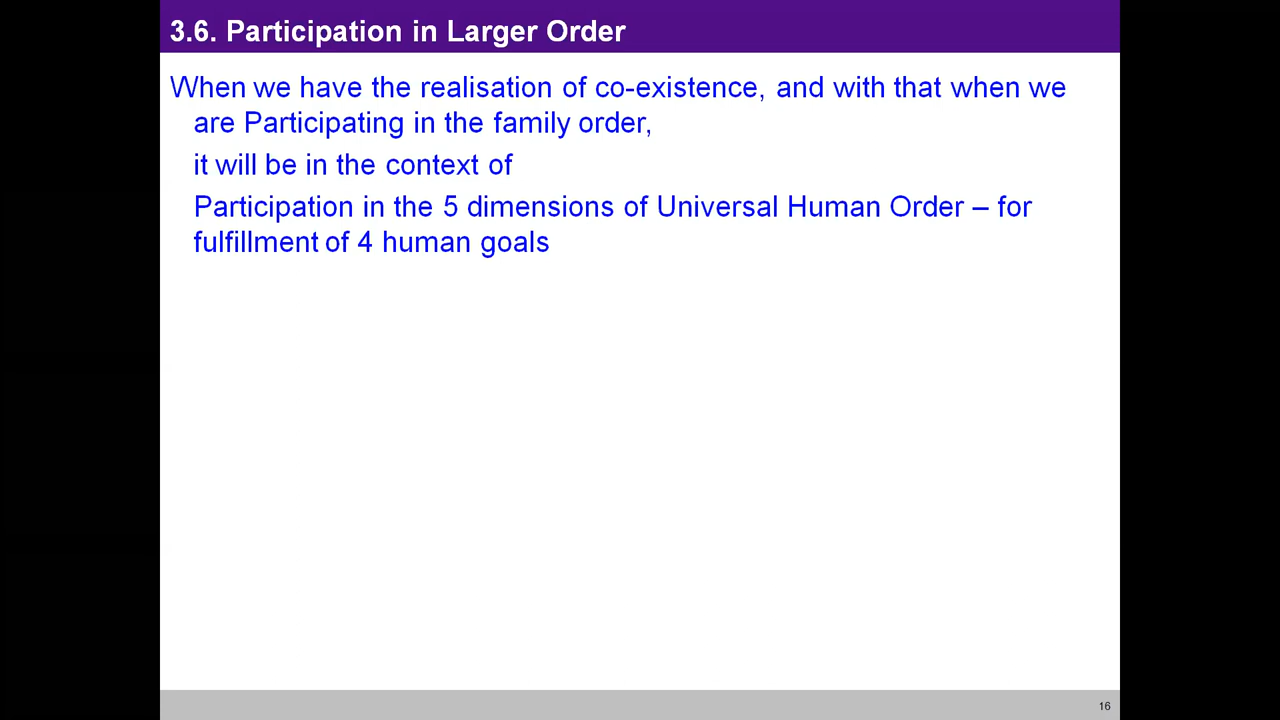 3.6. Participation in Larger Order
When we have the realisation of co-existence, and with that when we
are Participating in the family order,
it will be in the context of
Participation in the 5 dimensions of Universal Human Order – for
fulfillment of 4 human goals
16